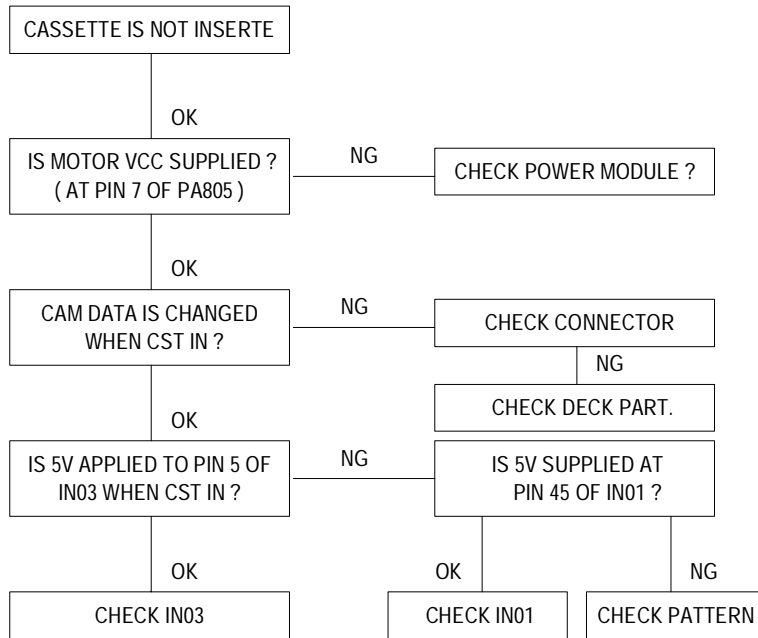 CASSETTE IS NOT INSERTE
OK
IS MOTOR VCC SUPPLIED ?
( AT PIN 7 OF PA805 )
NG
CHECK POWER MODULE ?
OK
CAM DATA IS CHANGED
WHEN CST IN ?
NG
CHECK CONNECTOR
NG
CHECK DECK PART.
OK
IS 5V APPLIED TO PIN 5 OF
IN03 WHEN CST IN ?
NG
IS 5V SUPPLIED AT
PIN 45 OF IN01 ?
OK
OK
NG
CHECK IN03
CHECK IN01
CHECK PATTERN